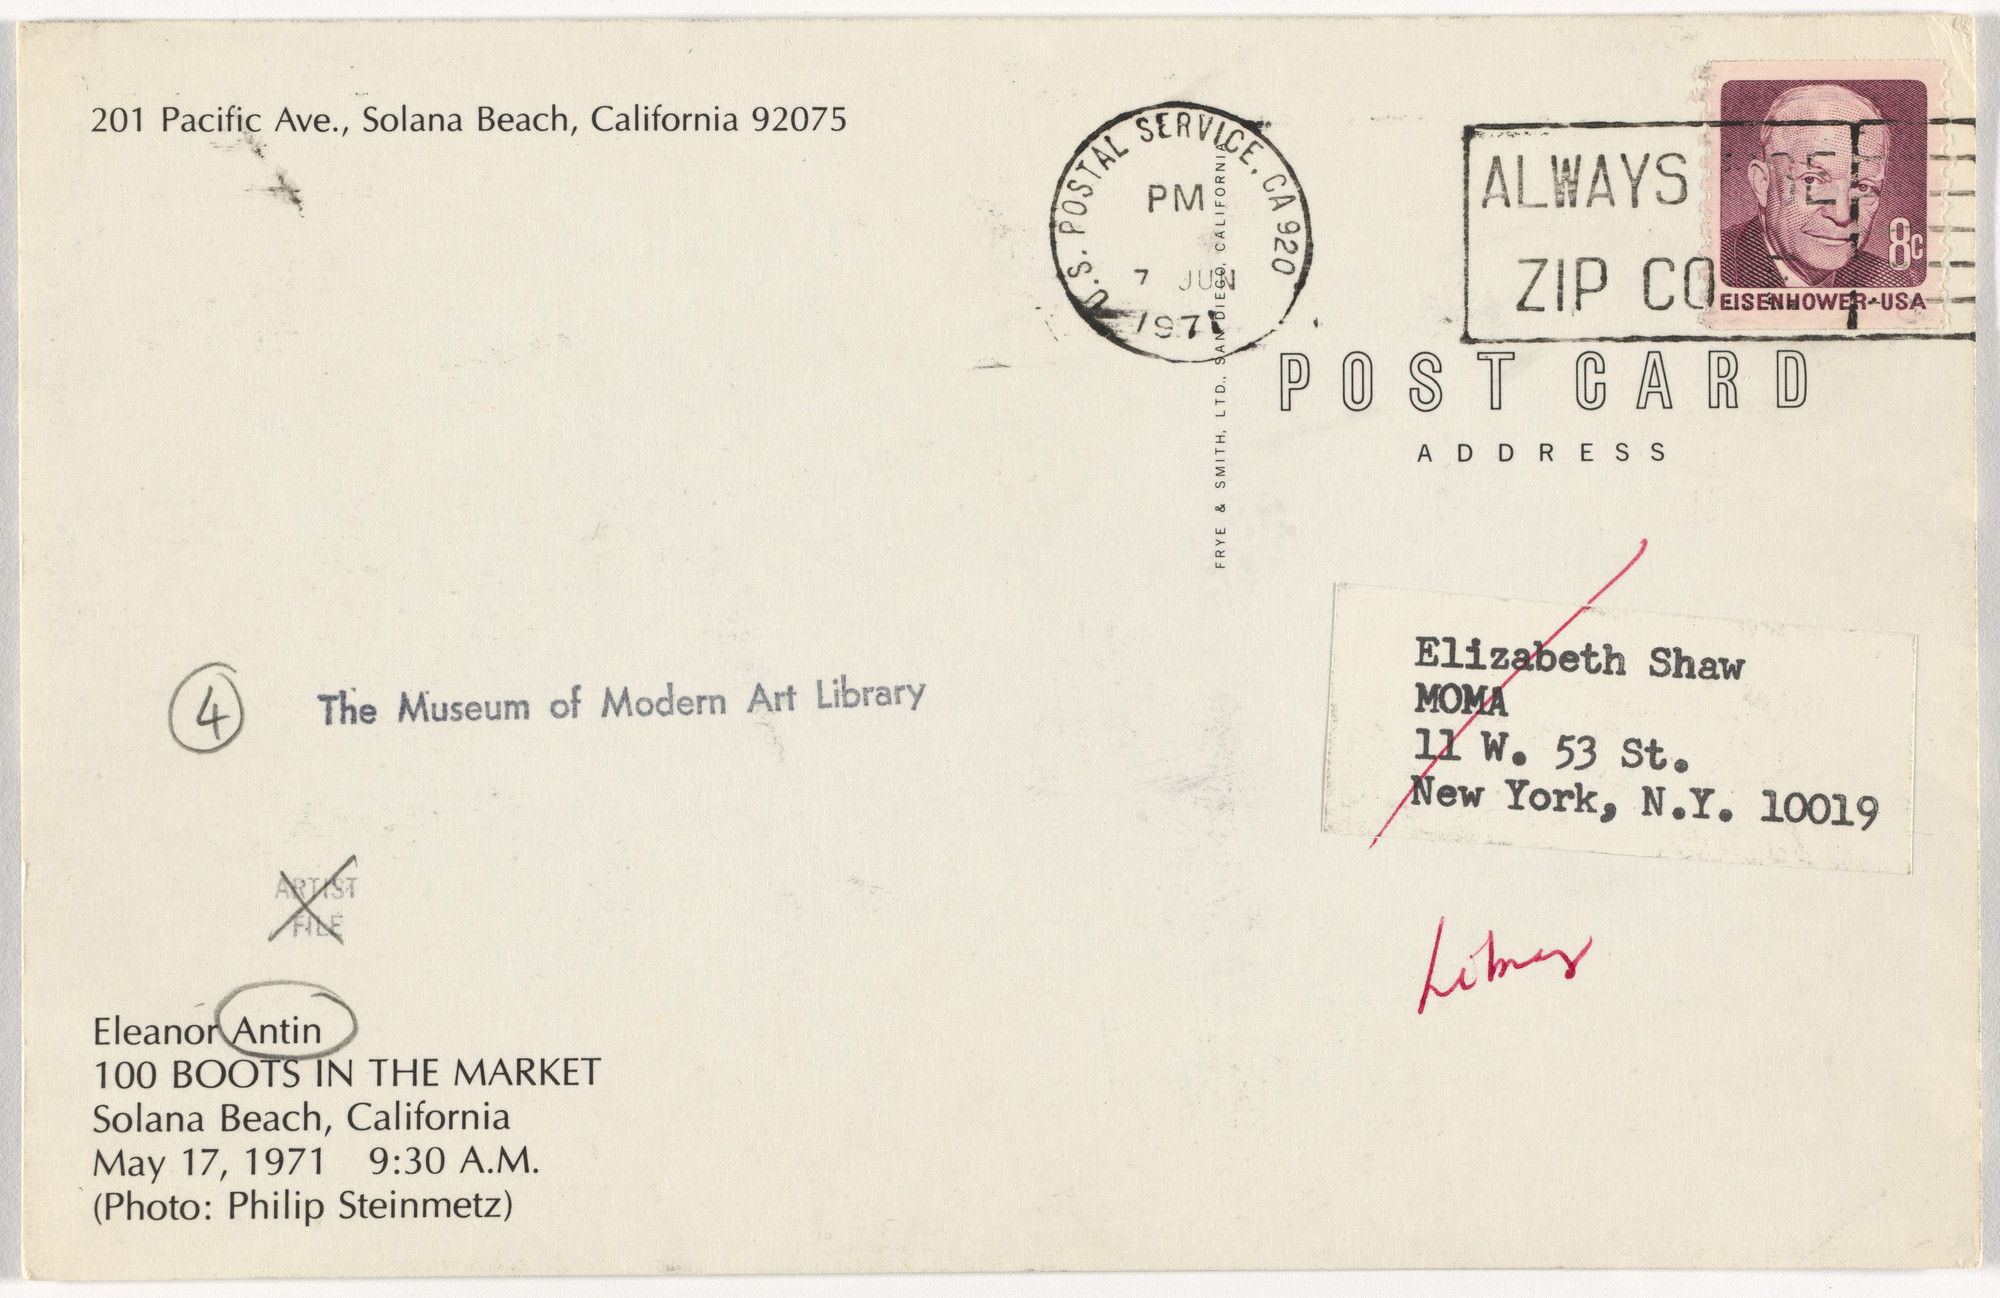 201 Pacific Ave., Solana Beach, California 92075
U.S. POSTAL SERVICE, CA 920
PM
7 JUN
1971
ALWAYS USE
ZIP CO
8c
EISENHOWER·USA
POST CARD
ADDRESS
FRYE & SMITH, LTD., SAN DIEGO, CALIFORNIA
Elizabeth Shaw
MOMA
11 W. 53 St.
New York, N.Y. 10019
Library
4
The Museum of Modern Art Library
ARTIST
FILE
Eleanor Antin
100 BOOTS IN THE MARKET
Solana Beach, California
May 17, 1971 9:30 A.M.
(Photo: Philip Steinmetz)